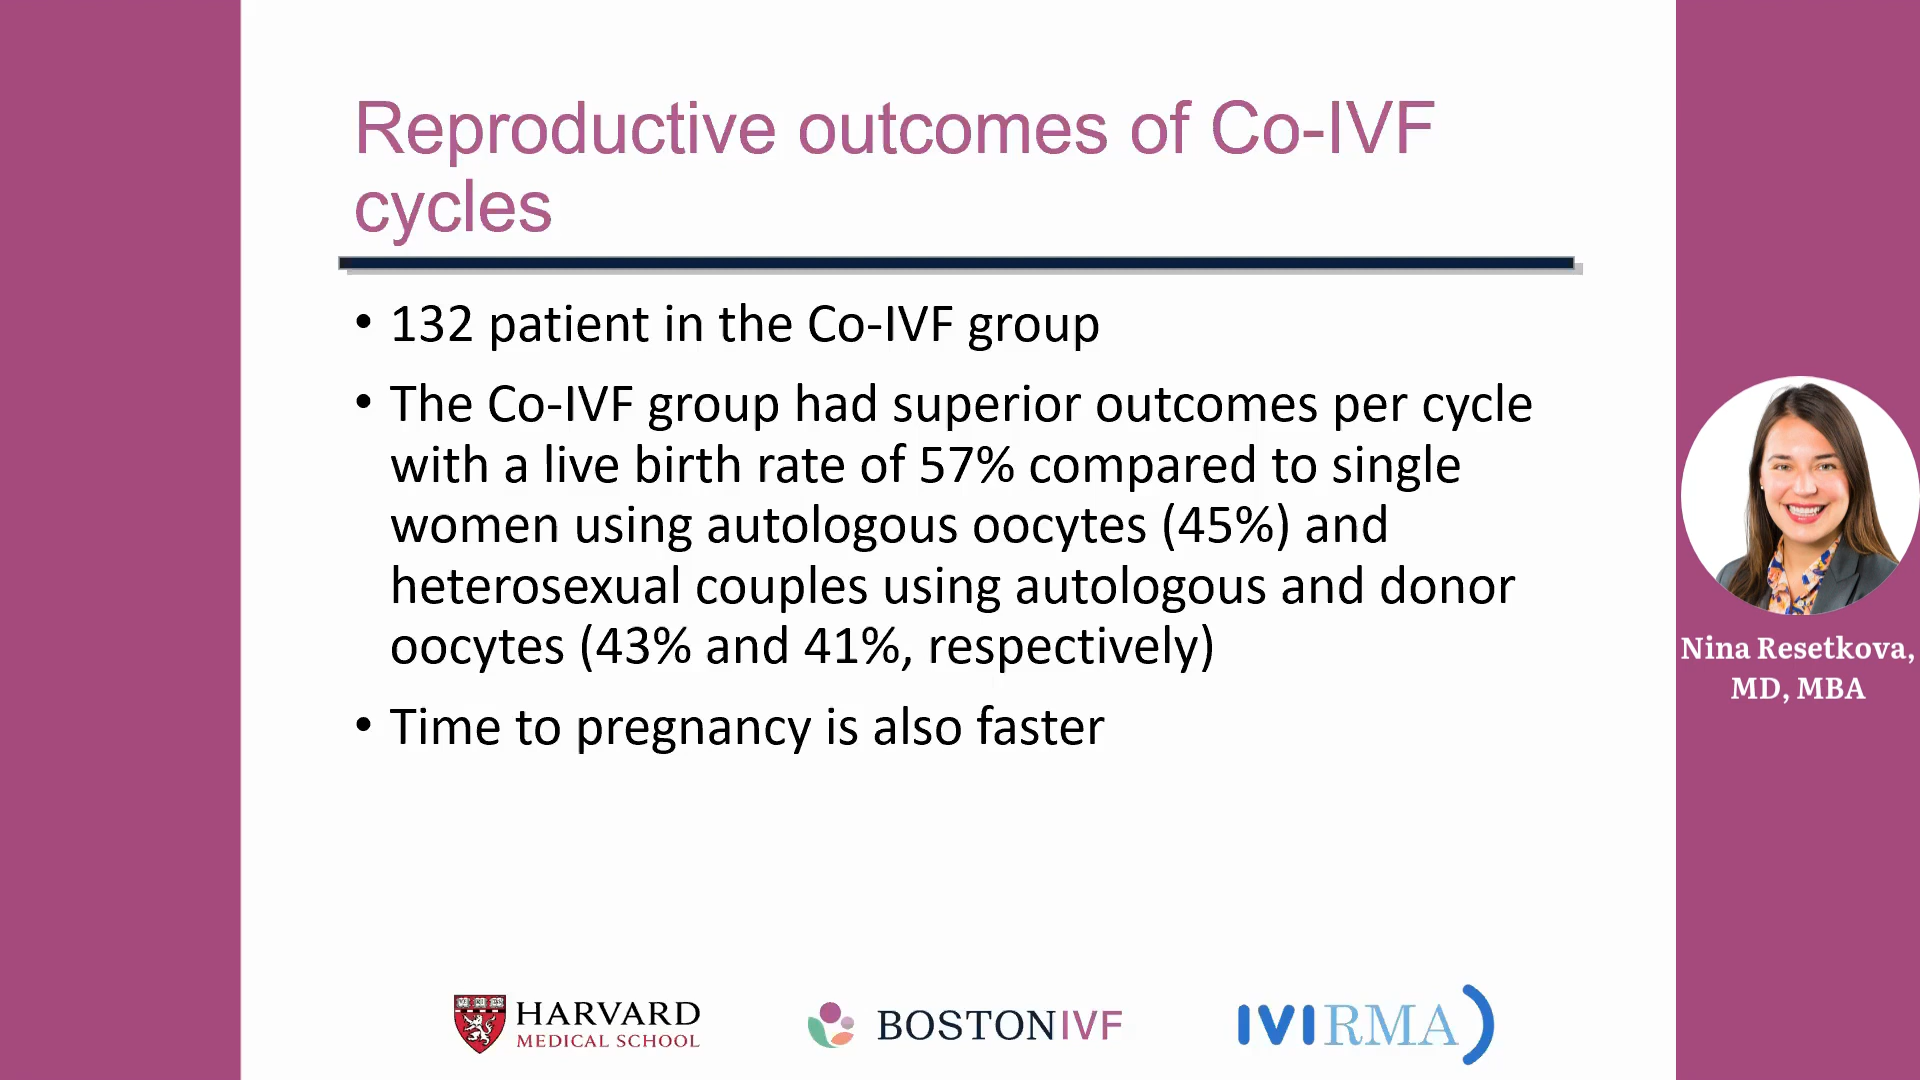 Reproductive outcomes of Co-IVF
cycles
• 132 patient in the Co-IVF group
• The Co-IVF group had superior outcomes per cycle
with a live birth rate of 57% compared to single
women using autologous oocytes (45%) and
heterosexual couples using autologous and donor
oocytes (43% and 41%, respectively)
• Time to pregnancy is also faster
Nina Resetkova,
MD, MBA
HARVARD
MEDICAL SCHOOL
BOSTONIVF
IVIRMA